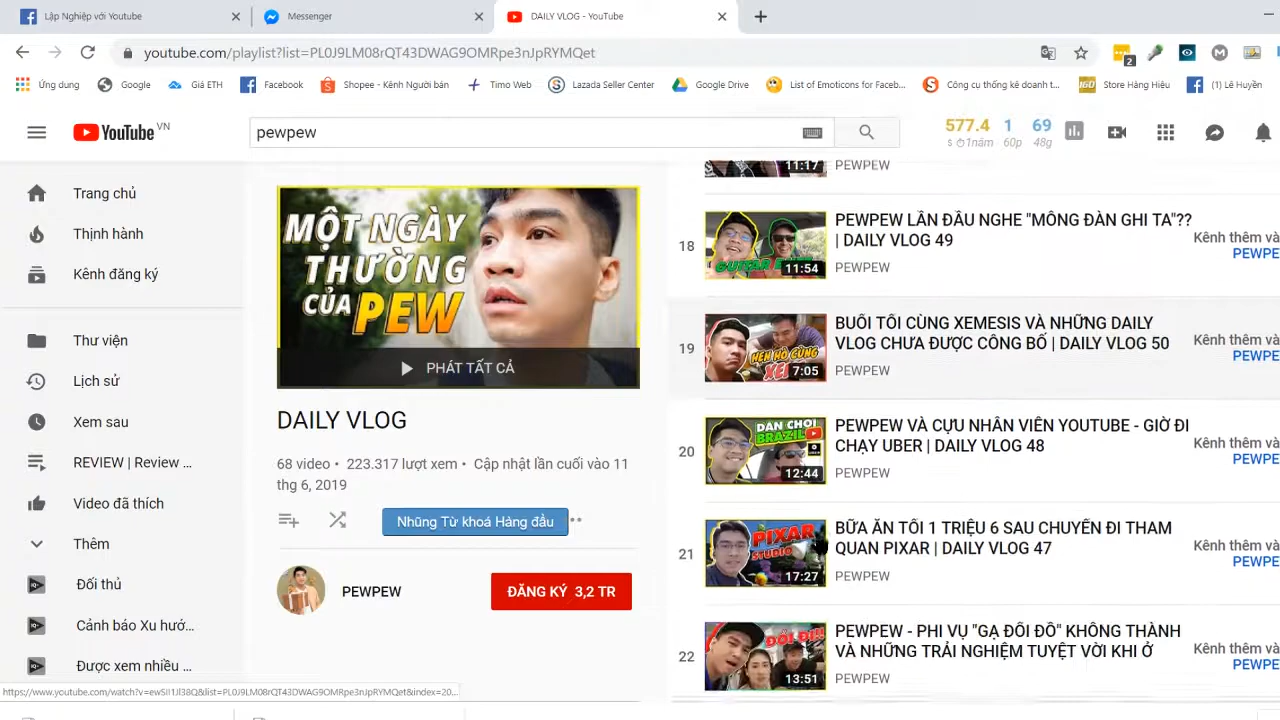 Lập Nghiệp với Youtube
Messenger
DAILY VLOG - YouTube
youtube.com/playlist?list=PL0J9LM08rQT43DWAG9OMRpe3nJpRYMQet
2
Ứng dung
Google
Giá ETH
Facebook
Shopee - Kênh Người bán
Timo Web
Lazada Seller Center
Google Drive
List of Emoticons for Faceb...
Công cụ thống kê doanh t...
Store Hàng Hiệu
(1) Lê Huyền
YouTube VN
pewpew
577.4 1 69
$ 1năm 60p 48g
Trang chủ
Thịnh hành
Kênh đăng ký
Thư viện
Lịch sử
Xem sau
REVIEW | Review ...
Video đã thích
Thêm
Đối thủ
Cảnh báo Xu hướ...
Được xem nhiều ...
MỘT NGÀY
THƯỜNG
CỦA PEW
PHÁT TẤT CẢ
DAILY VLOG
68 video • 223.317 lượt xem • Cập nhật lần cuối vào 11
thg 6, 2019
Những Từ khoá Hàng đầu
PEWPEW
ĐĂNG KÝ 3,2 TR
11:17
PEWPEW
18
11:54
PEWPEW LẦN ĐẦU NGHE "MÔNG ĐÀN GHI TA"??
| DAILY VLOG 49
PEWPEW
Kênh thêm và
PEWPE
19
HẸN HÒ CÙNG
7:05
BUỔI TỐI CÙNG XEMESIS VÀ NHỮNG DAILY
VLOG CHƯA ĐƯỢC CÔNG BỐ | DAILY VLOG 50
PEWPEW
Kênh thêm và
PEWPE
20
DÂN CHƠI
BRAZIL
12:44
PEWPEW VÀ CỰU NHÂN VIÊN YOUTUBE - GIỜ ĐI
CHẠY UBER | DAILY VLOG 48
PEWPEW
Kênh thêm và
PEWPE
21
PIXAR
STUDIO
17:27
BỮA ĂN TỐI 1 TRIỆU 6 SAU CHUYẾN ĐI THAM
QUAN PIXAR | DAILY VLOG 47
PEWPEW
Kênh thêm và
PEWPE
22
ĐỔI ĐI!!
13:51
PEWPEW - PHI VỤ "GẠ ĐỔI ĐỒ" KHÔNG THÀNH
VÀ NHỮNG TRẢI NGHIỆM TUYỆT VỜI KHI Ở
PEWPEW
Kênh thêm và
PEWPE